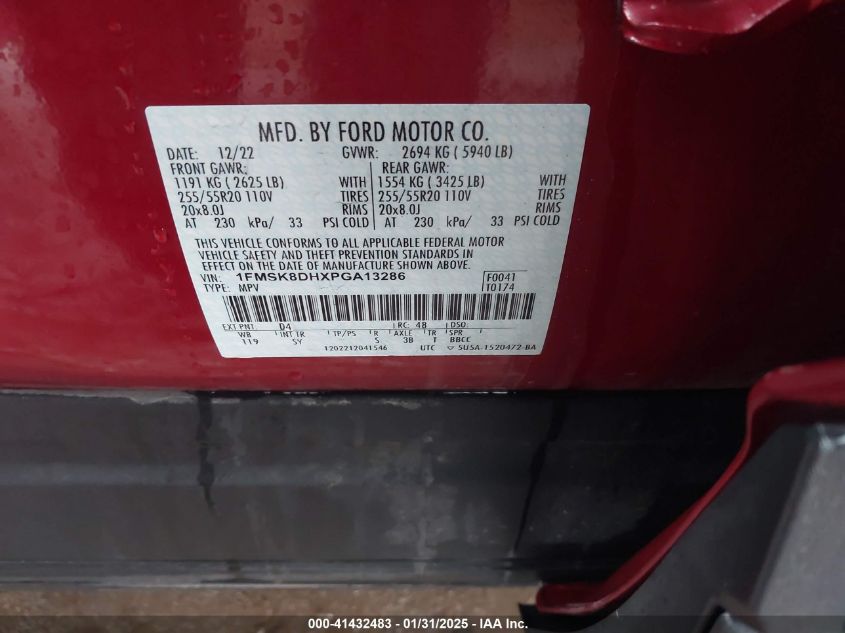 MFD. BY FORD MOTOR CO.
DATE: 12/22 GVWR: 2694 KG ( 5940 LB)
FRONT GAWR: REAR GAWR:
1191 KG ( 2625 LB) WITH 1554 KG ( 3425 LB) WITH
255/55R20 110V TIRES 255/55R20 110V TIRES
20x8.0J RIMS 20x8.0J RIMS
AT 230 kPa/ 33 PSI COLD AT 230 kPa/ 33 PSI COLD
THIS VEHICLE CONFORMS TO ALL APPLICABLE FEDERAL MOTOR
VEHICLE SAFETY AND THEFT PREVENTION STANDARDS IN
EFFECT ON THE DATE OF MANUFACTURE SHOWN ABOVE.
VIN: 1FMSK8DHXPGA13286 F0041
TYPE: MPV T0174
EXT PNT: D4 RC: 48 DSO:
WB INT TR TP/PS R AXLE TR SPR
119 SY S 3B T BBCC
1202212041546 UTC ▽ 5U5A-1520472-BA
000-41432483 - 01/31/2025 - IAA Inc.